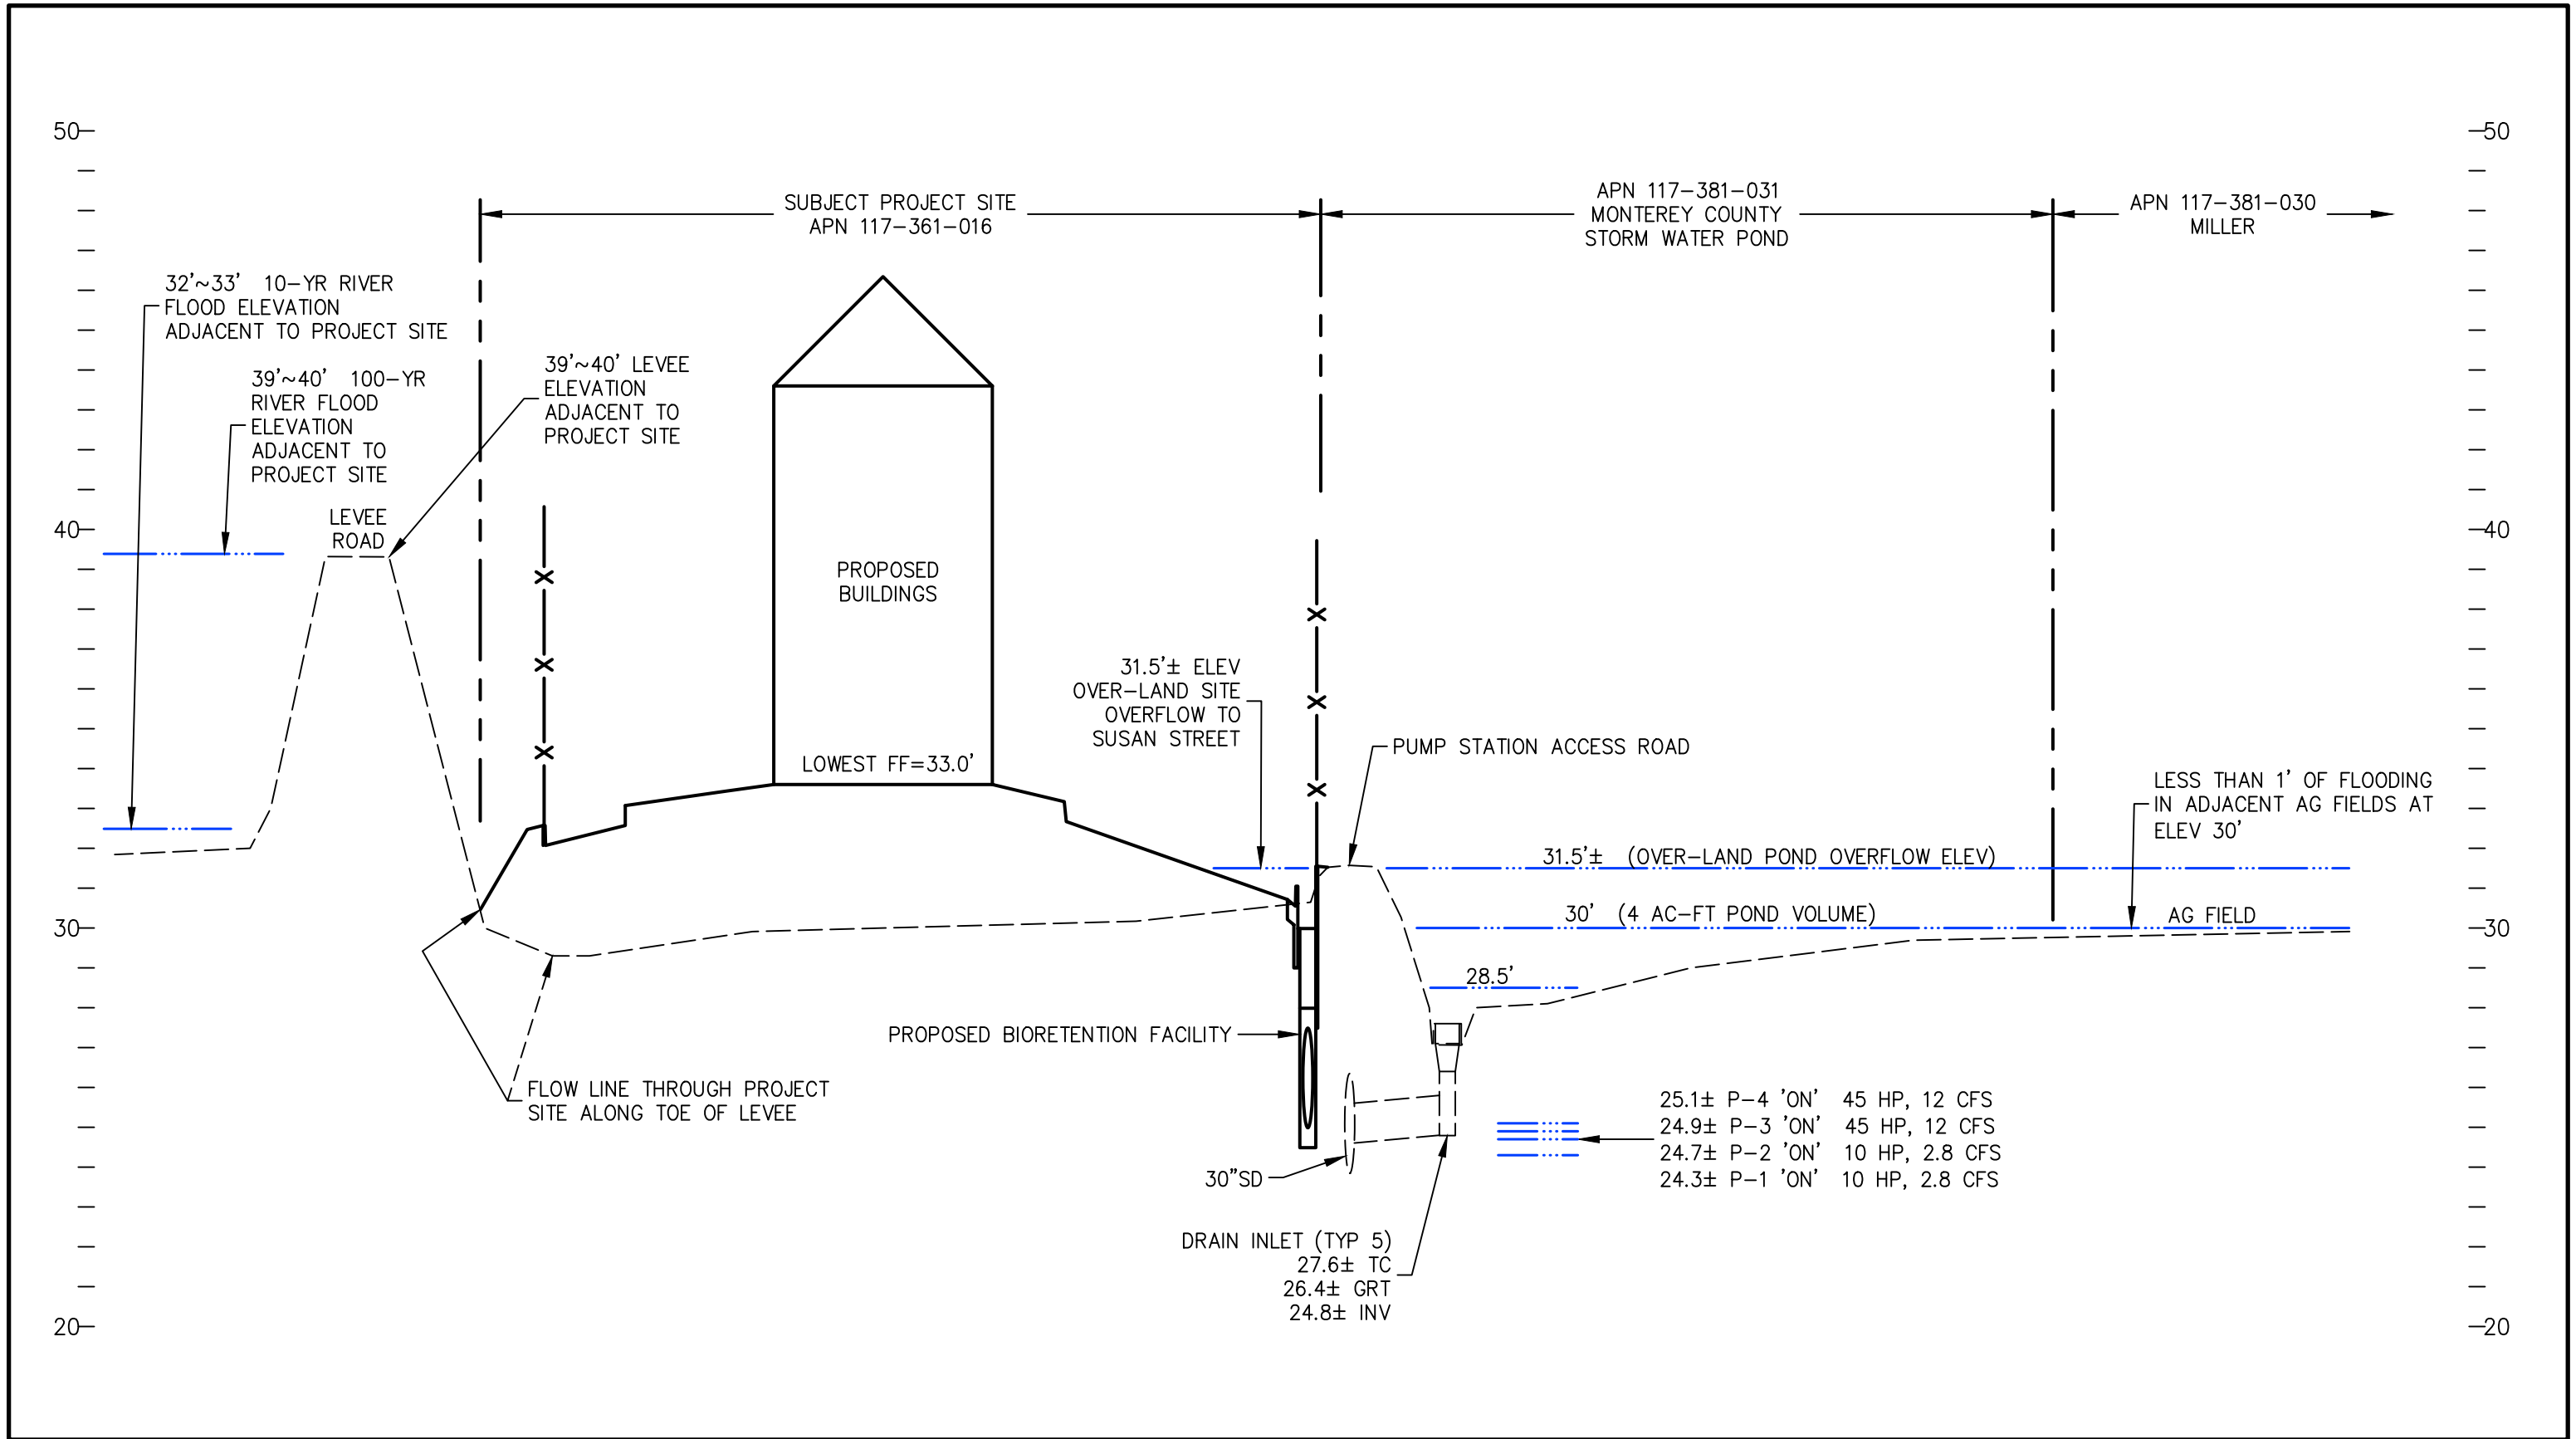 50
50
SUBJECT PROJECT SITE
APN 117-361-016
APN 117-381-031
MONTEREY COUNTY
STORM WATER POND
APN 117-381-030
MILLER
32'~33' 10-YR RIVER
FLOOD ELEVATION
ADJACENT TO PROJECT SITE
39'~40' 100-YR
RIVER FLOOD
ELEVATION
ADJACENT TO
PROJECT SITE
39'~40' LEVEE
ELEVATION
ADJACENT TO
PROJECT SITE
LEVEE
ROAD
40
40
PROPOSED
BUILDINGS
LOWEST FF=33.0'
31.5'± ELEV
OVER-LAND SITE
OVERFLOW TO
SUSAN STREET
PUMP STATION ACCESS ROAD
LESS THAN 1' OF FLOODING
IN ADJACENT AG FIELDS AT
ELEV 30'
31.5'± (OVER-LAND POND OVERFLOW ELEV)
30' (4 AC-FT POND VOLUME)
AG FIELD
30
30
28.5'
PROPOSED BIORETENTION FACILITY
FLOW LINE THROUGH PROJECT
SITE ALONG TOE OF LEVEE
25.1± P-4 'ON' 45 HP, 12 CFS
24.9± P-3 'ON' 45 HP, 12 CFS
24.7± P-2 'ON' 10 HP, 2.8 CFS
24.3± P-1 'ON' 10 HP, 2.8 CFS
30"SD
DRAIN INLET (TYP 5)
27.6± TC
26.4± GRT
24.8± INV
20
20